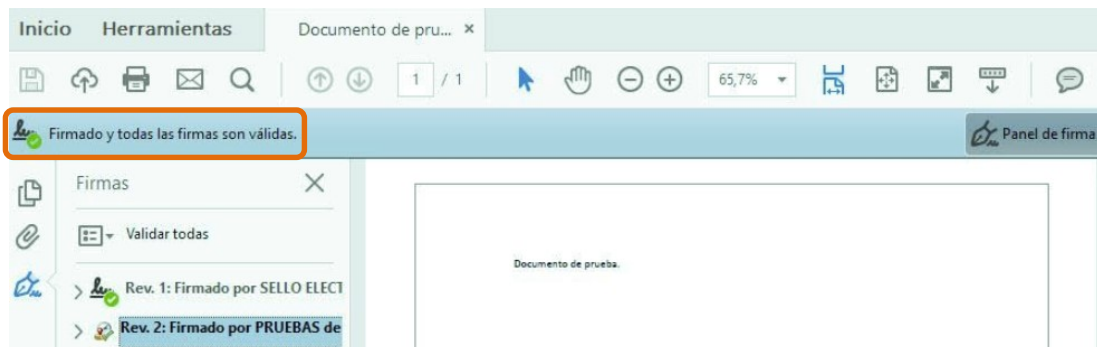 Inicio Herramientas Documento de pru... ×
1 / 1 65,7%
Firmado y todas las firmas son válidas.
Panel de firma
Firmas
Validar todas
Rev. 1: Firmado por SELLO ELECT
Rev. 2: Firmado por PRUEBAS de
Documento de prueba.